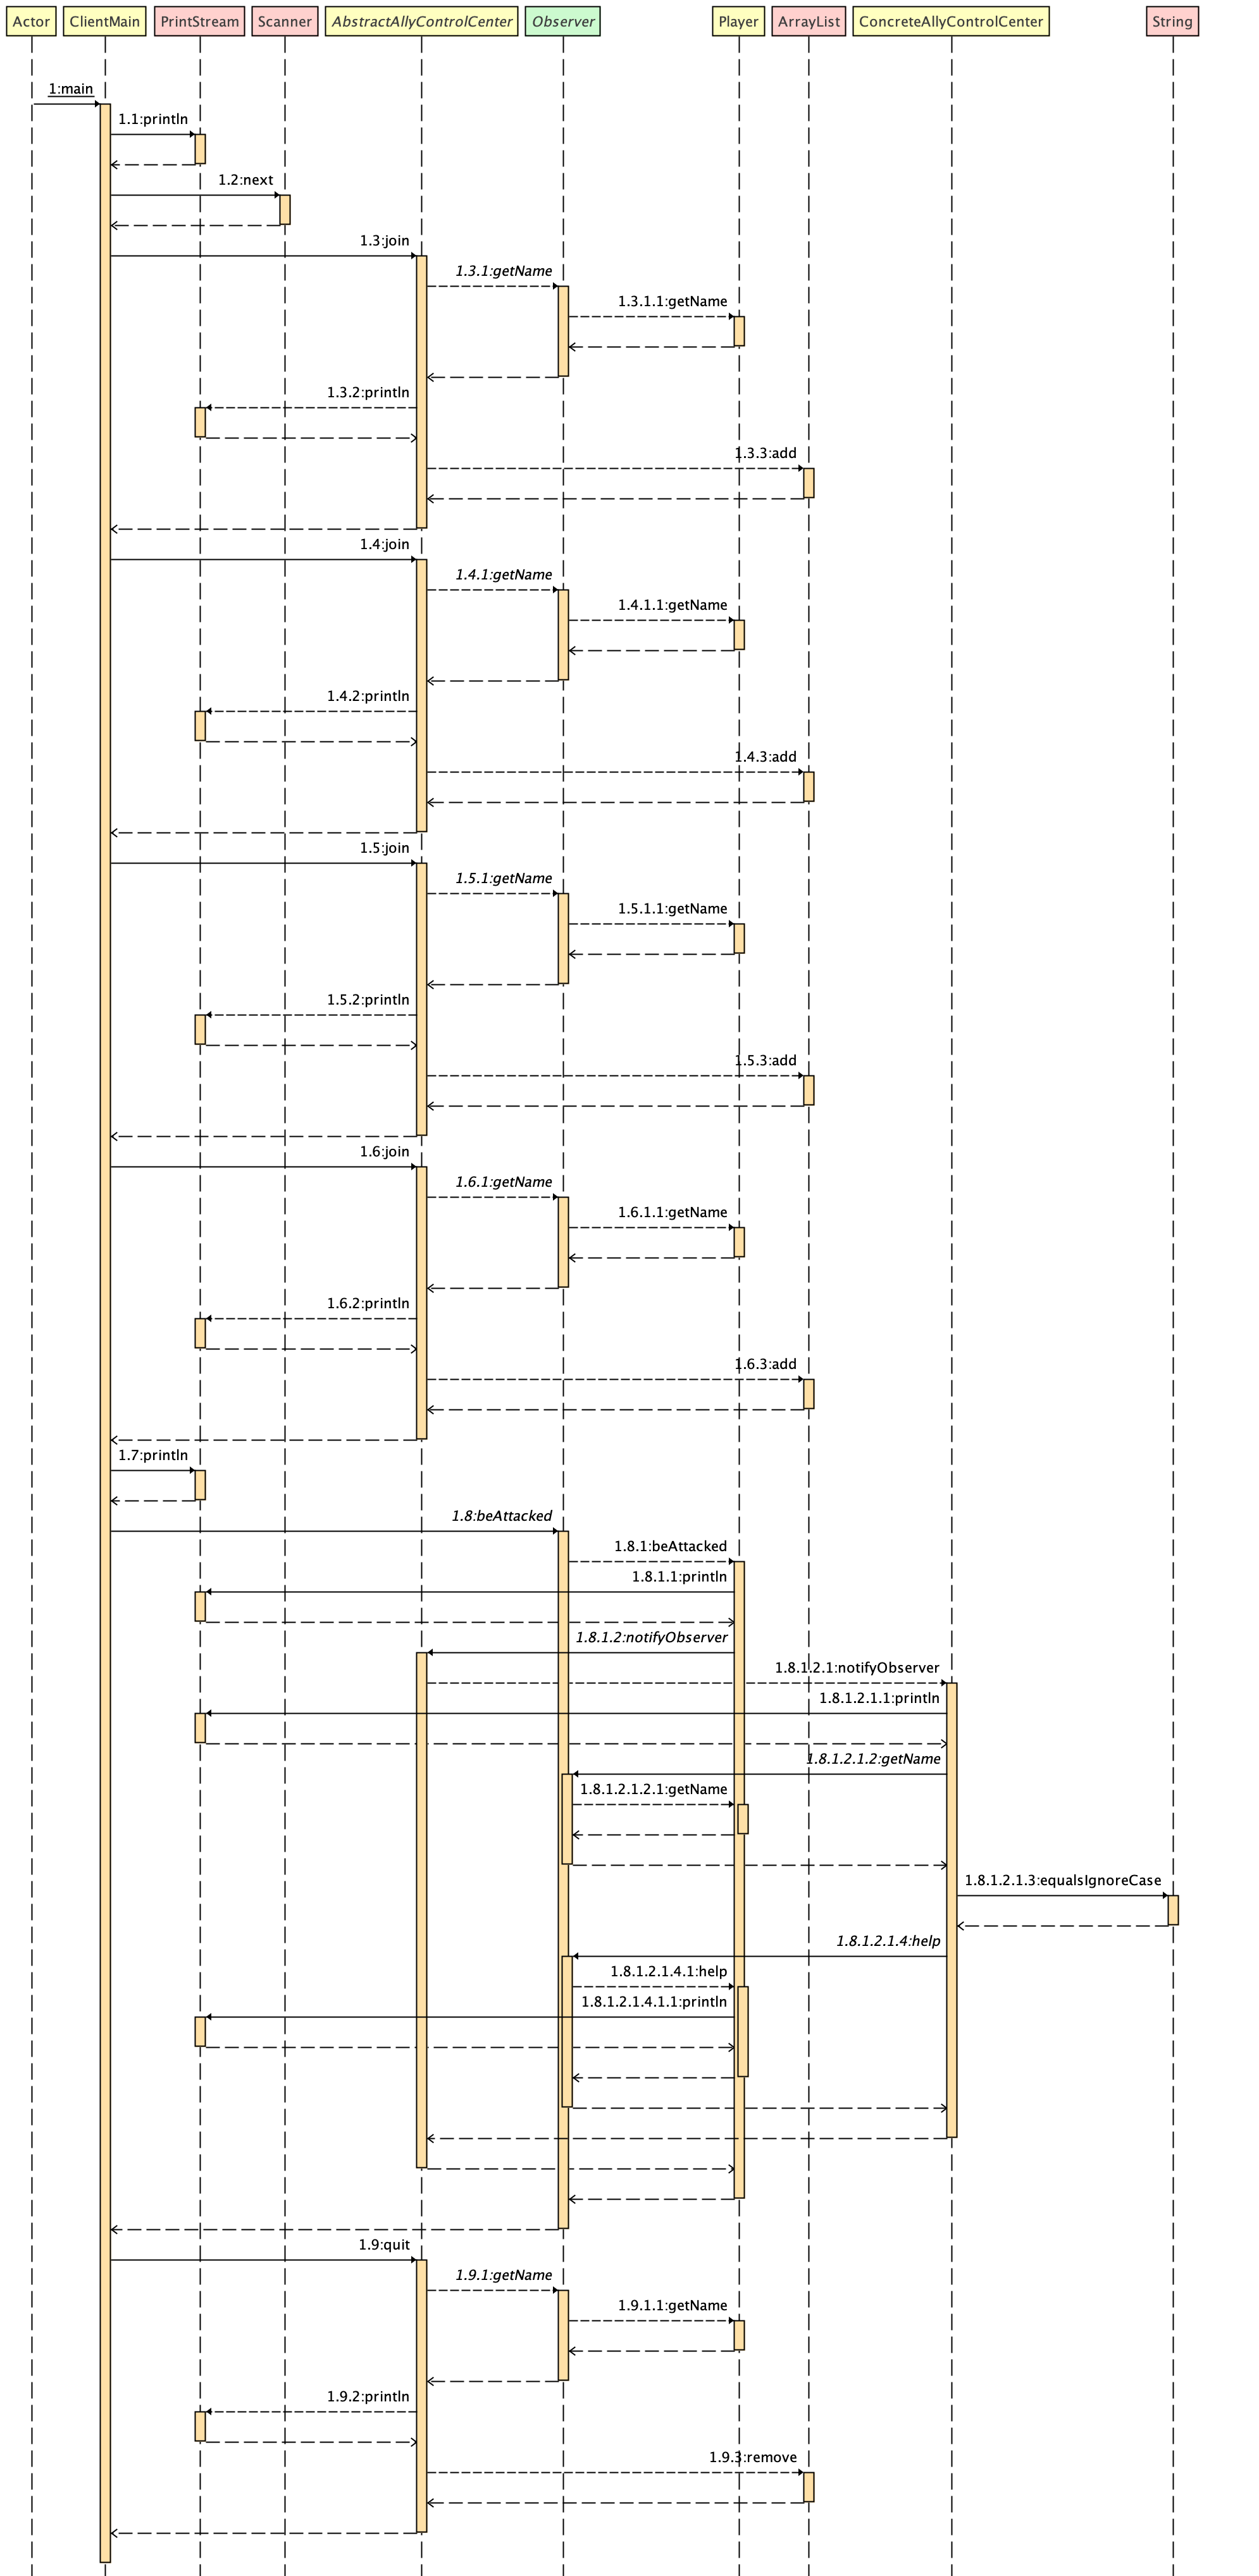 Actor ClientMain PrintStream Scanner AbstractAllyControlCenter Observer Player ArrayList ConcreteAllyControlCenter String
1:main
1.1:println
1.2:next
1.3:join
1.3.1:getName
1.3.1.1:getName
1.3.2:println
1.3.3:add
1.4:join
1.4.1:getName
1.4.1.1:getName
1.4.2:println
1.4.3:add
1.5:join
1.5.1:getName
1.5.1.1:getName
1.5.2:println
1.5.3:add
1.6:join
1.6.1:getName
1.6.1.1:getName
1.6.2:println
1.6.3:add
1.7:println
1.8:beAttacked
1.8.1:beAttacked
1.8.1.1:println
1.8.1.2:notifyObserver
1.8.1.2.1:notifyObserver
1.8.1.2.1.1:println
1.8.1.2.1.2:getName
1.8.1.2.1.2.1:getName
1.8.1.2.1.3:equalsIgnoreCase
1.8.1.2.1.4:help
1.8.1.2.1.4.1:help
1.8.1.2.1.4.1.1:println
1.9:quit
1.9.1:getName
1.9.1.1:getName
1.9.2:println
1.9.3:remove